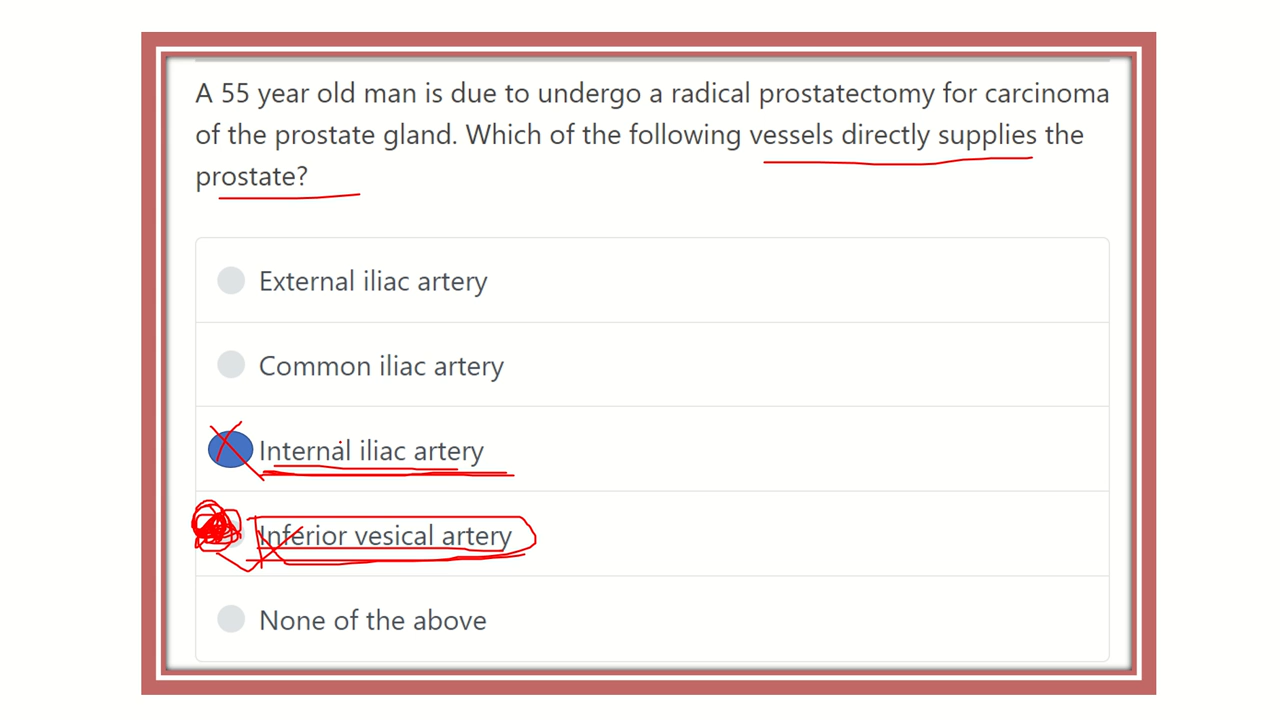 A 55 year old man is due to undergo a radical prostatectomy for carcinoma
of the prostate gland. Which of the following vessels directly supplies the
prostate?
External iliac artery
Common iliac artery
Internal iliac artery
Inferior vesical artery
None of the above